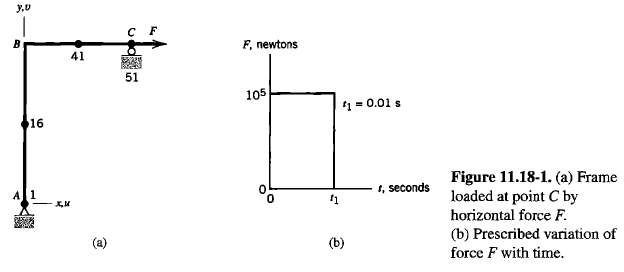 y,v
B
C
F
41
51
16
A
1
x,u
(a)
F, newtons
10⁵
t₁ = 0.01 s
0
0
t₁
t, seconds
(b)
Figure 11.18-1. (a) Frame
loaded at point C by
horizontal force F.
(b) Prescribed variation of
force F with time.